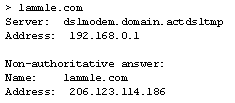 > lammle.com
Server:  dslmodem.domain.actdsltmp
Address:  192.168.0.1

Non-authoritative answer:
Name:    lammle.com
Address:  206.123.114.186